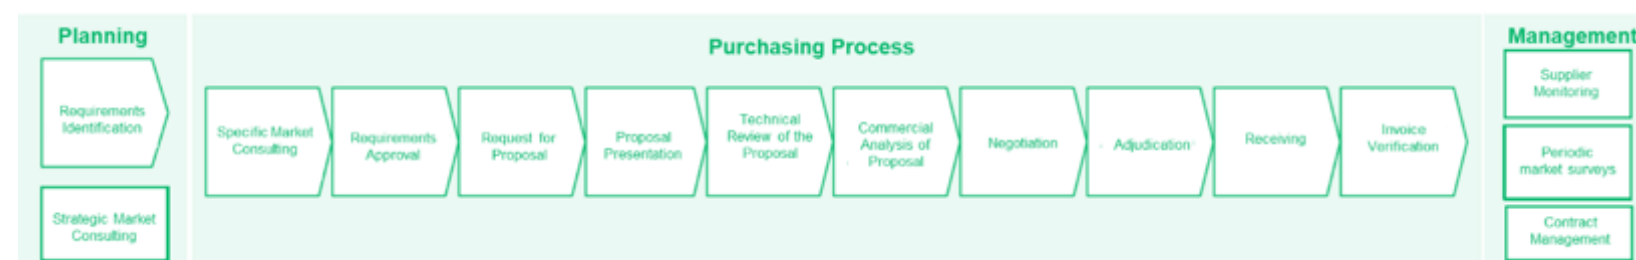 Planning
Requirements
Identification
Strategic Market
Consulting
Purchasing Process
Specific Market
Consulting
Requirements
Approval
Request for
Proposal
Proposal
Presentation
Technical
Review of the
Proposal
Commercial
Analysis of
Proposal
Negotiation
Adjudication
Receiving
Invoice
Verification
Management
Supplier
Monitoring
Periodic
market surveys
Contract
Management